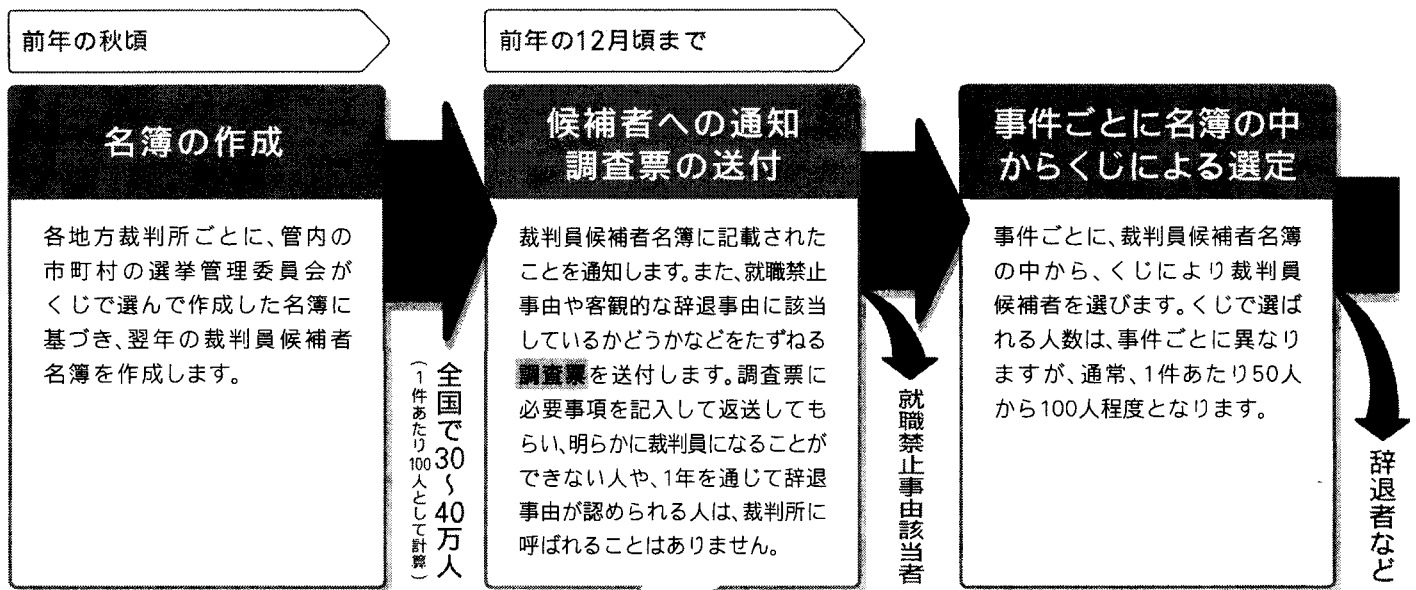 前年の秋頃
名簿の作成
各地方裁判所ごとに、管内の
市町村の選挙管理委員会が
くじで選んで作成した名簿に
基づき、翌年の裁判員候補者
名簿を作成します。
全国で30~40万人
(1件あたり100人として計算)
前年の12月頃まで
候補者への通知
調査票の送付
裁判員候補者名簿に記載された
ことを通知します。また、就職禁止
事由や客観的な辞退事由に該当
しているかどうかなどをたずねる
調査票を送付します。調査票に
必要事項を記入して返送しても
らい、明らかに裁判員になることが
できない人や、1年を通じて辞退
事由が認められる人は、裁判所に
呼ばれることはありません。
就職禁止事由該当者
事件ごとに名簿の中
からくじによる選定
事件ごとに、裁判員候補者名簿
の中から、くじにより裁判員
候補者を選びます。くじで選ば
れる人数は、事件ごとに異なり
ますが、通常、1件あたり50人
から100人程度となります。
辞退者など